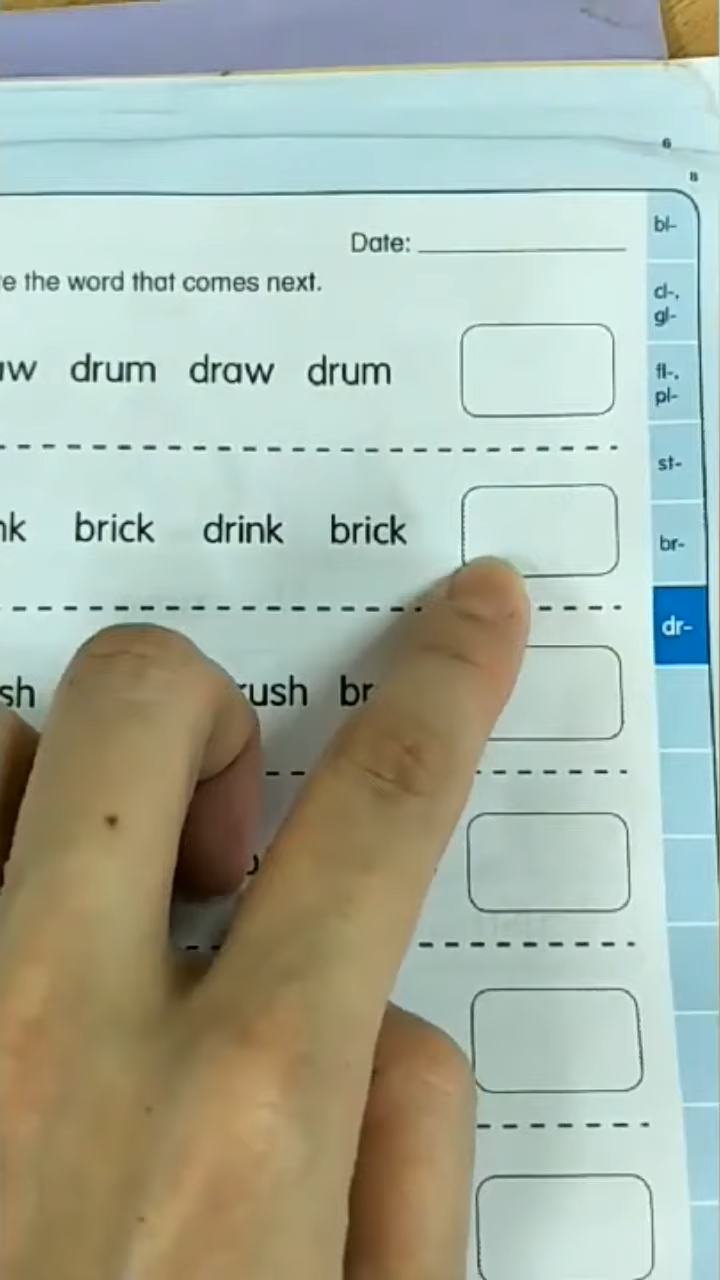 bl-
Date:
the word that comes next.
cl-,
gl-
drum draw drum
fl-,
pl-
st-
brick drink brick
br-
dr-